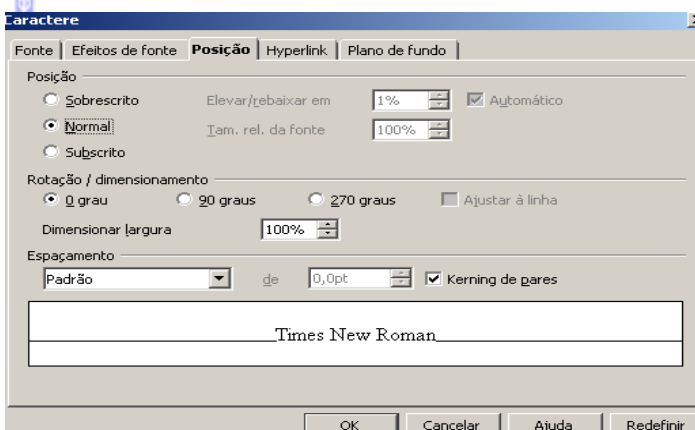 Caractere
Fonte Efeitos de fonte Posição Hyperlink Plano de fundo
Posição
Sobrescrito Elevar/rebaixar em 1% Automático
Normal Tam. rel. da fonte 100%
Subscrito
Rotação / dimensionamento
0 grau 90 graus 270 graus Ajustar à linha
Dimensionar largura 100%
Espaçamento
Padrão de 0,0pt Kerning de pares
Times New Roman
OK Cancelar Ajuda Redefinir